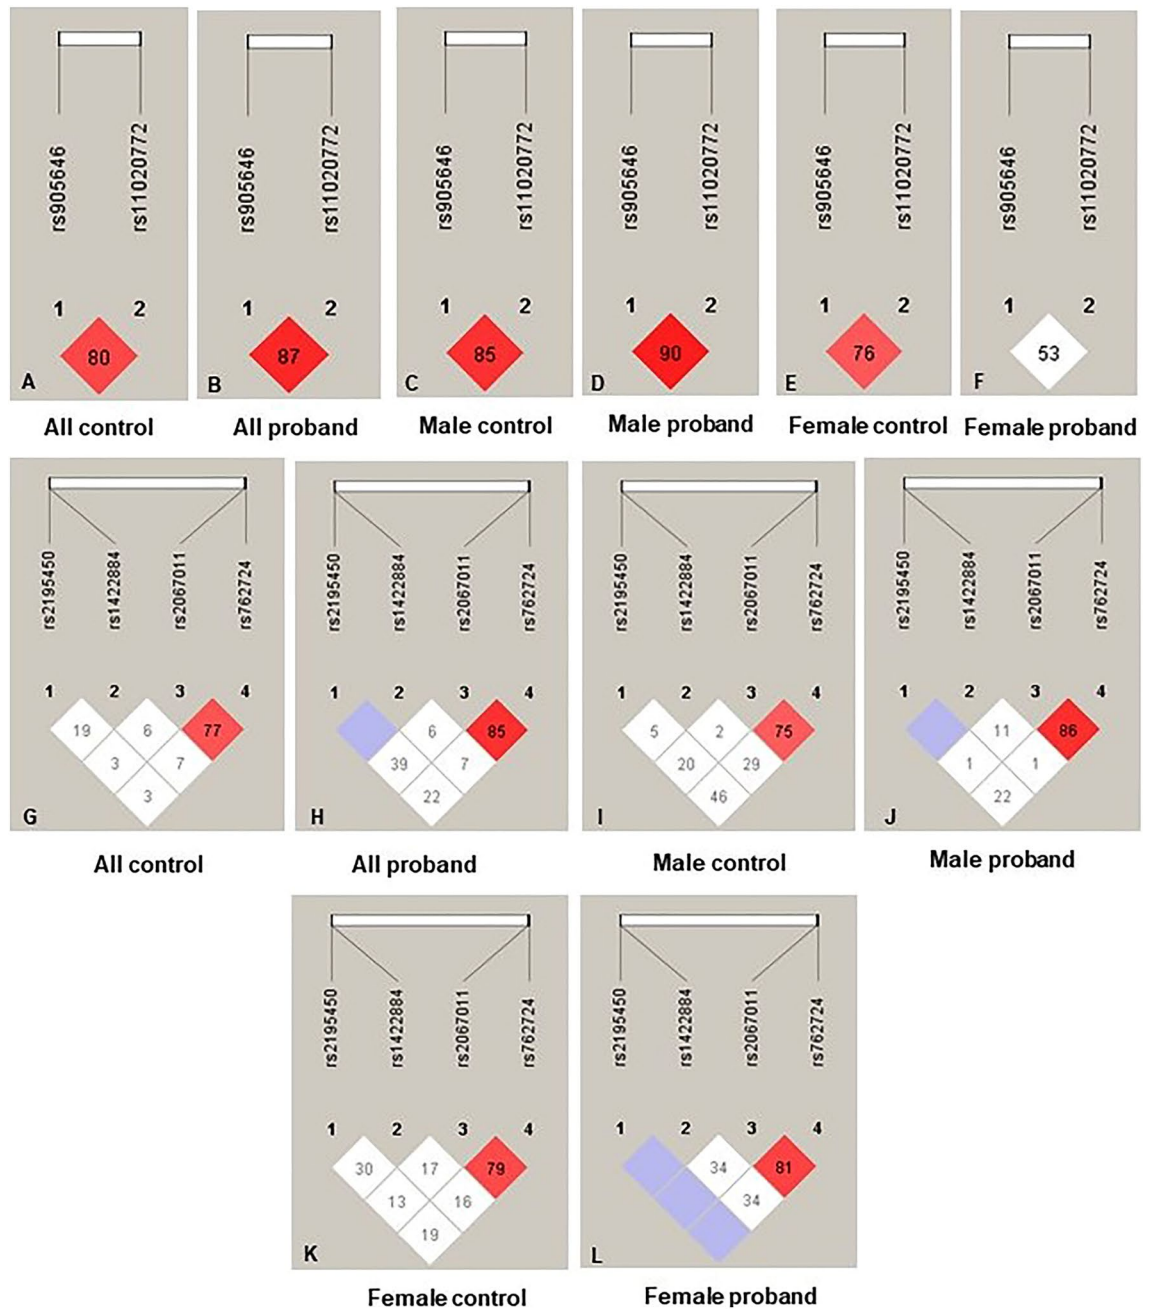 rs905646 rs11020772 rs905646 rs11020772 rs905646 rs11020772 rs905646 rs11020772 rs905646 rs11020772 rs905646 rs11020772
1 2 1 2 1 2 1 2 1 2 1 2
80 87 85 90 76 53
A B C D E F
All control All proband Male control Male proband Female control Female proband
rs2195450 rs1422884 rs2067011 rs762724 rs2195450 rs1422884 rs2067011 rs762724 rs2195450 rs1422884 rs2067011 rs762724 rs2195450 rs1422884 rs2067011 rs762724
1 2 3 4 1 2 3 4 1 2 3 4 1 2 3 4
19 6 77 6 85 5 2 75 11 86
3 7 39 7 20 29 1 1
3 22 46 22
G H I J
All control All proband Male control Male proband
rs2195450 rs1422884 rs2067011 rs762724 rs2195450 rs1422884 rs2067011 rs762724
1 2 3 4 1 2 3 4
30 17 79 34 81
13 16 34
19
K L
Female control Female proband